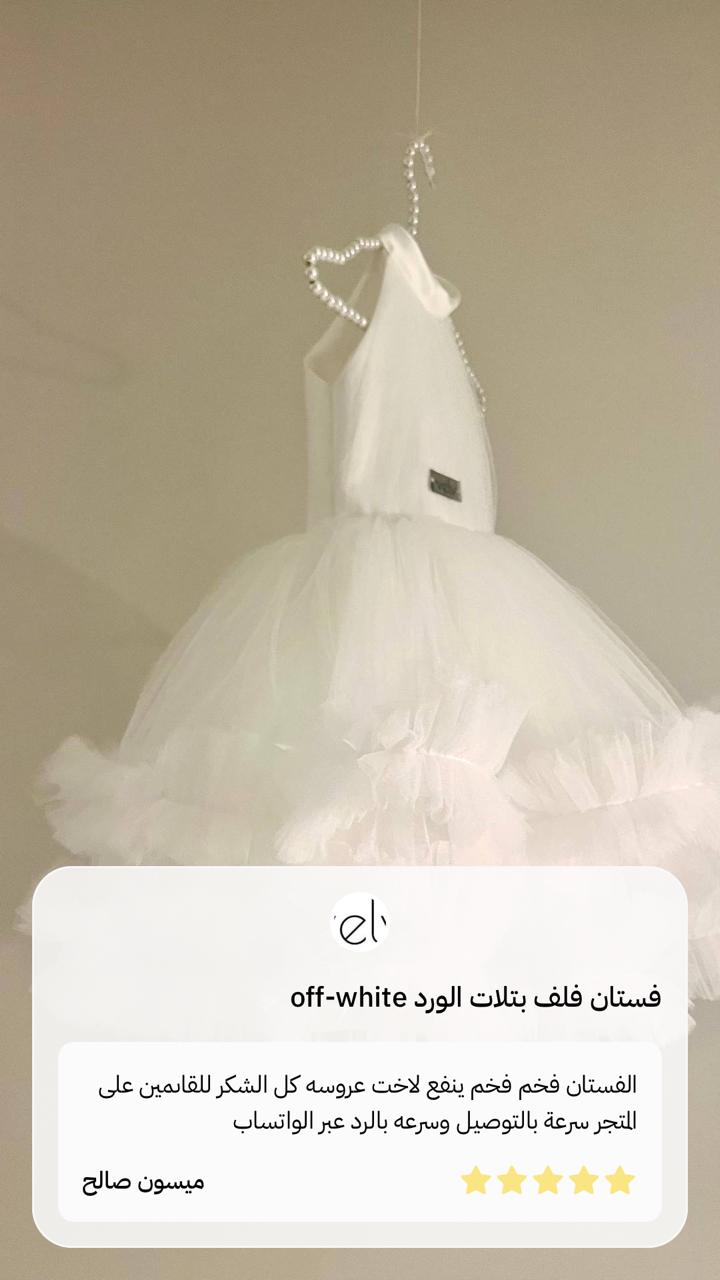 فستان فلف بتلات الورد off-white
الفستان فخم فخم ينفع لاخت عروسه كل الشكر للقائمين على
المتجر سرعة بالتوصيل وسرعه بالرد عبر الواتساب
ميسون صالح